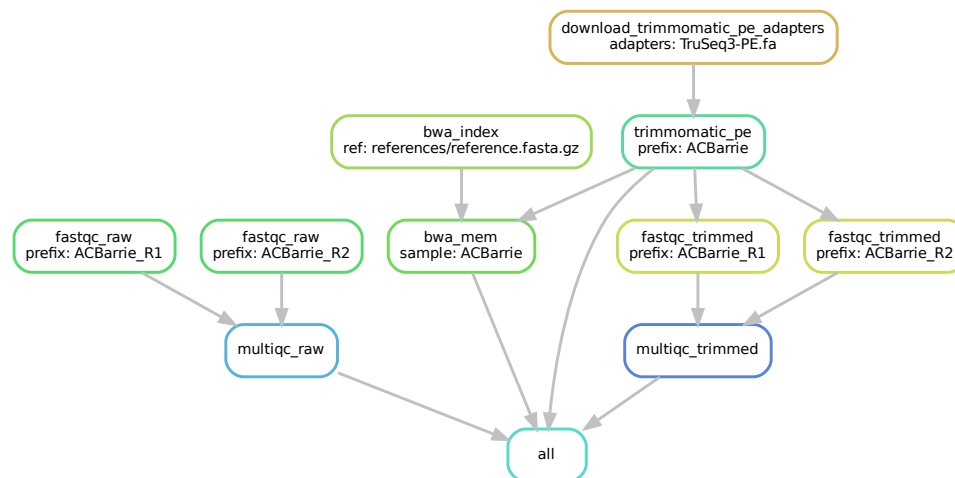 download_trimmomatic_pe_adapters
adapters: TruSeq3-PE.fa
bwa_index
ref: references/reference.fasta.gz
trimmomatic_pe
prefix: ACBarrie
fastqc_raw
prefix: ACBarrie_R1
fastqc_raw
prefix: ACBarrie_R2
bwa_mem
sample: ACBarrie
fastqc_trimmed
prefix: ACBarrie_R1
fastqc_trimmed
prefix: ACBarrie_R2
multiqc_raw
multiqc_trimmed
all